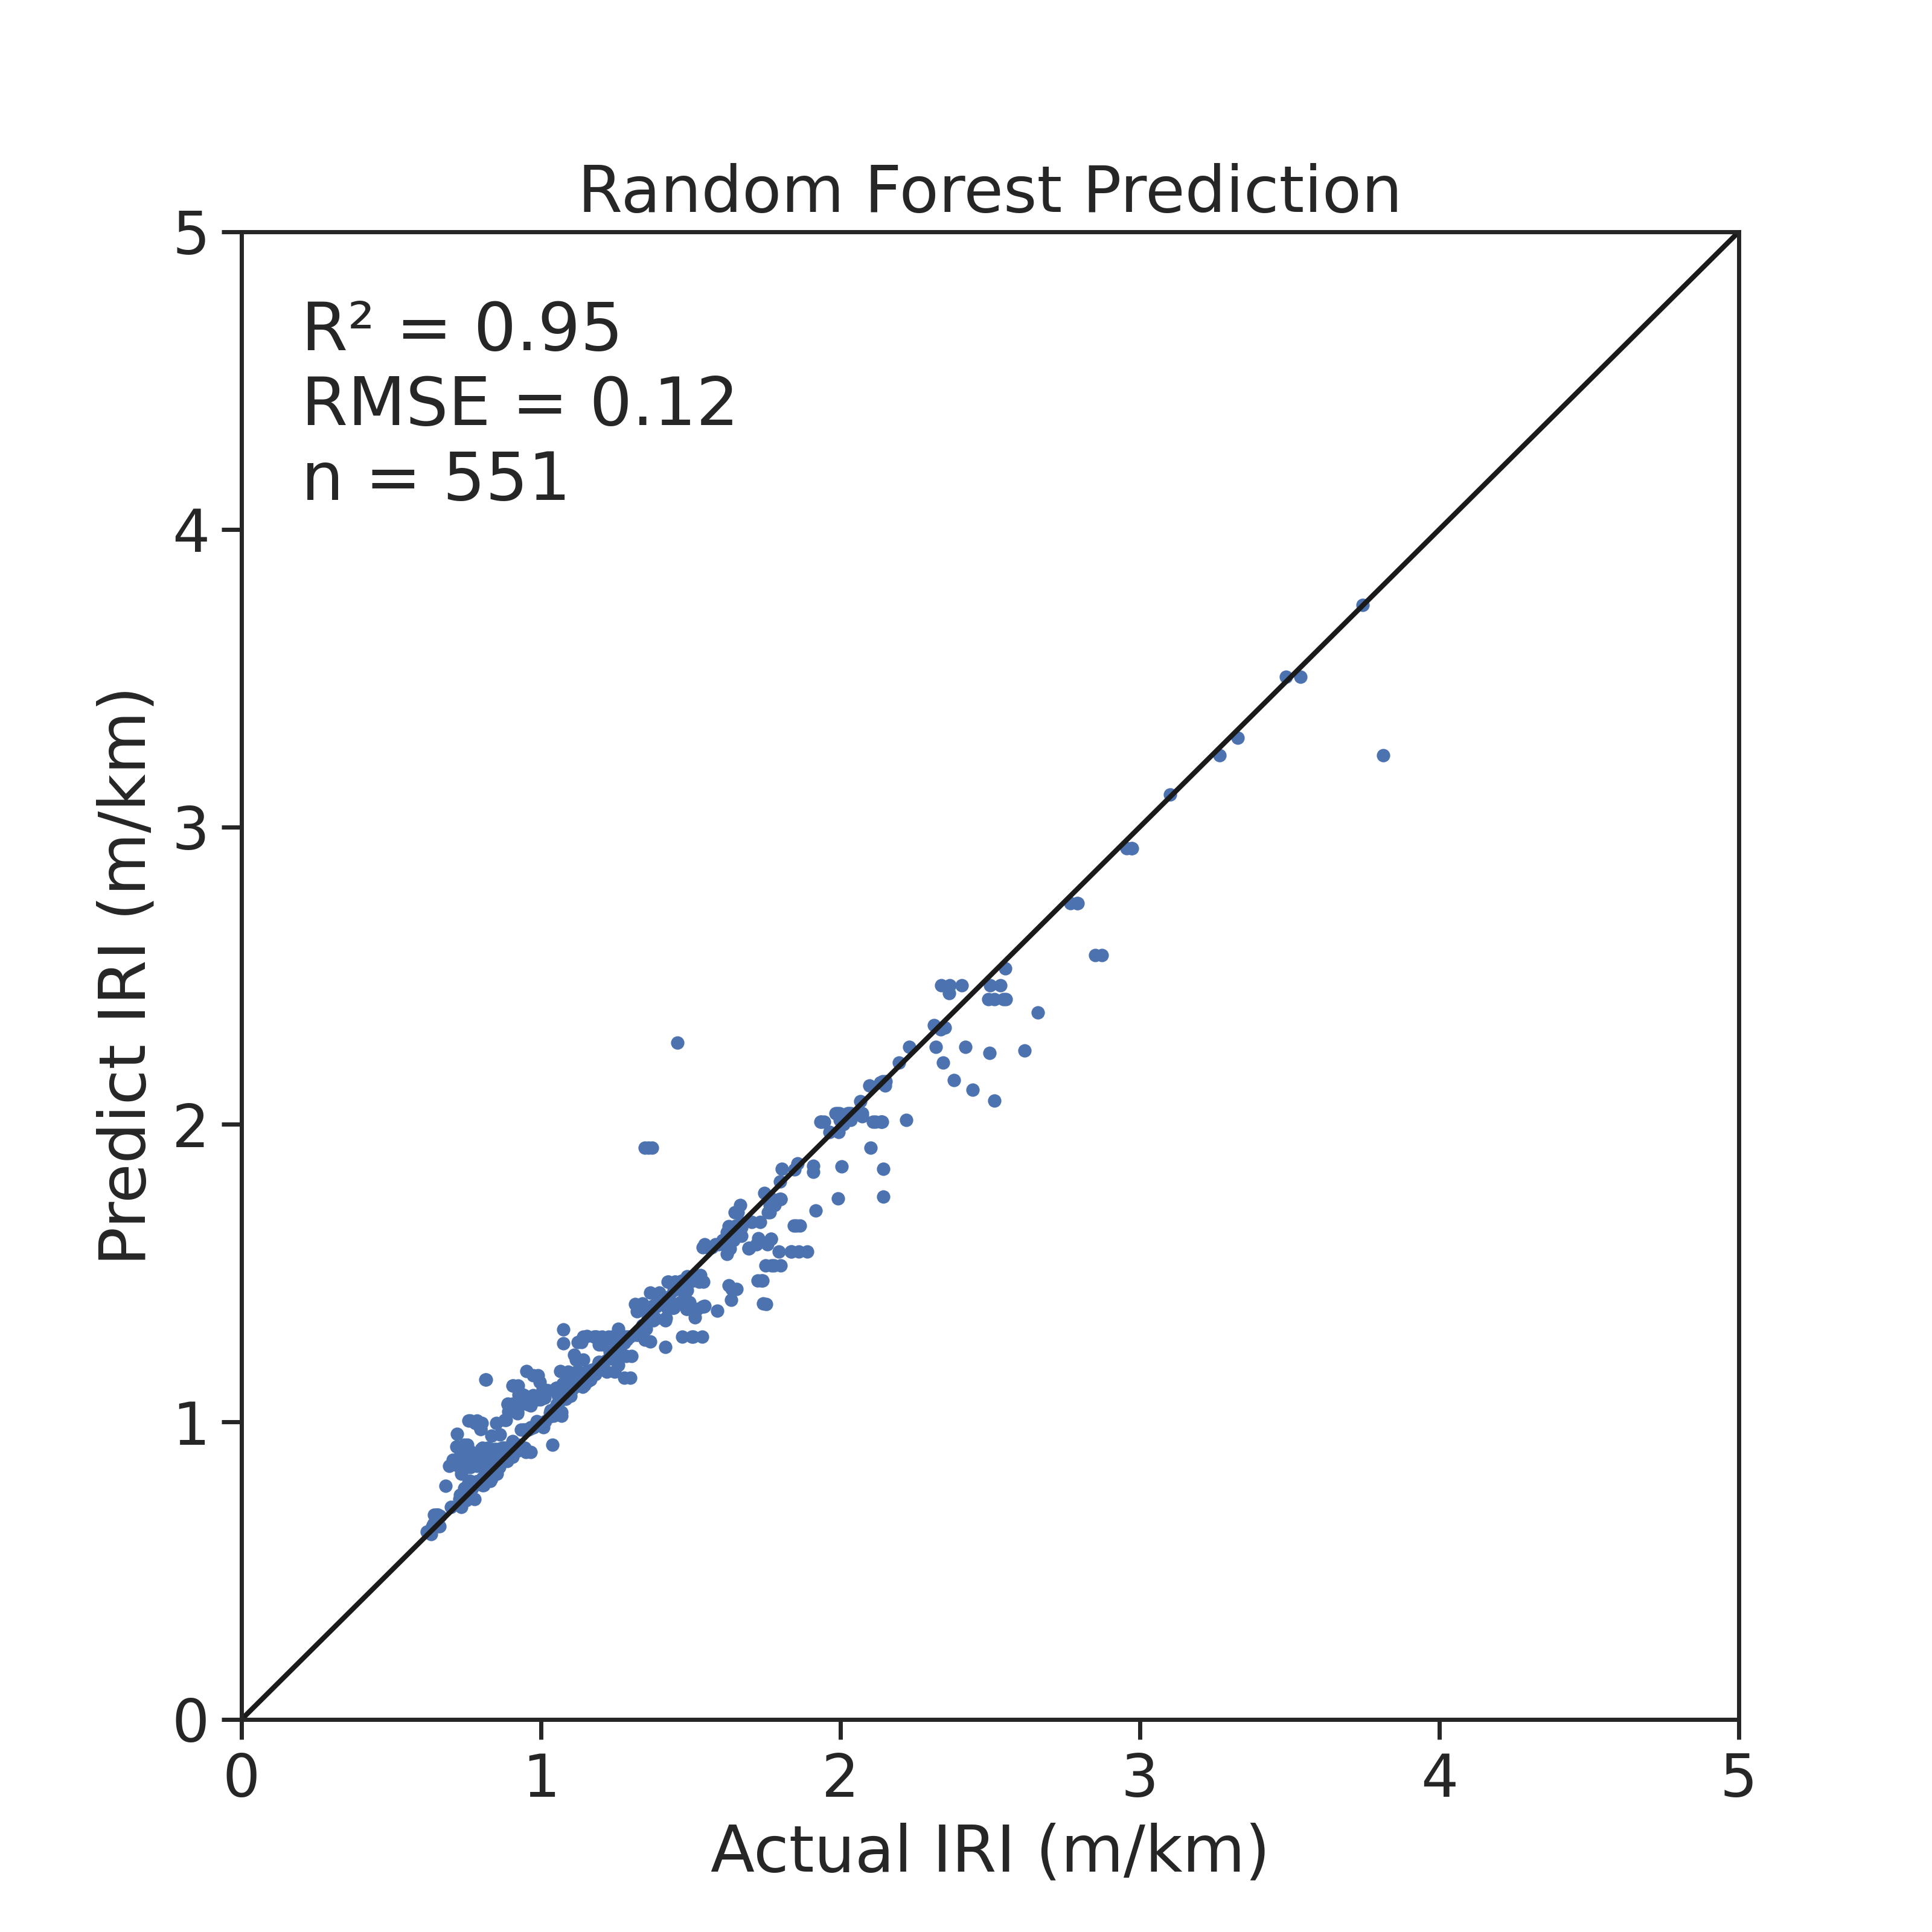 Random Forest Prediction
R² = 0.95
RMSE = 0.12
n = 551
5
4
3
2
1
0
Predict IRI (m/km)
0 1 2 3 4 5
Actual IRI (m/km)